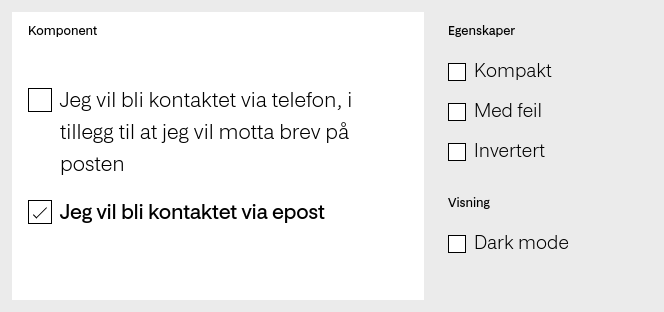 Komponent
Jeg vil bli kontaktet via telefon, i
tillegg til at jeg vil motta brev på
posten
Jeg vil bli kontaktet via epost
Egenskaper
Kompakt
Med feil
Invertert
Visning
Dark mode